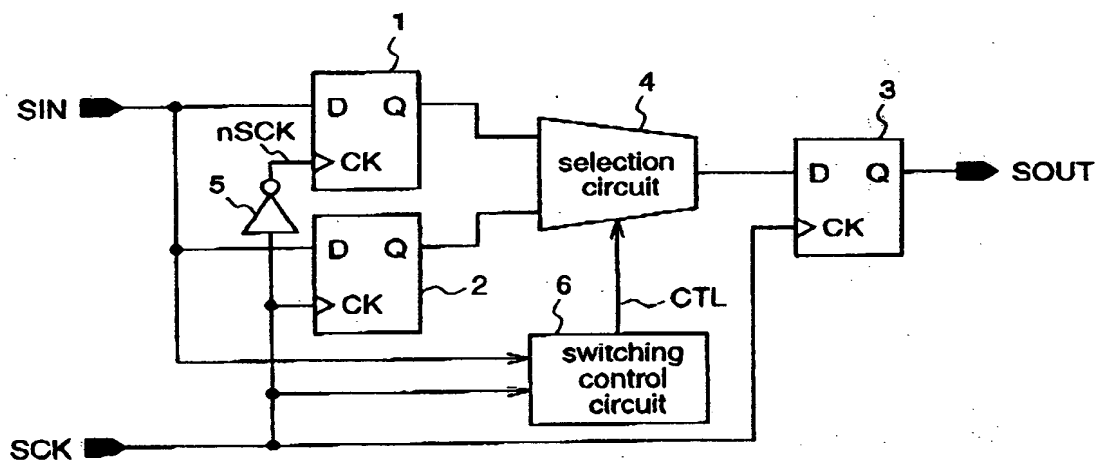 1
SIN
D Q
CK
nSCK
5
D Q
CK
2
4
selection
circuit
3
D Q
CK
SOUT
CTL
6
switching
control
circuit
SCK